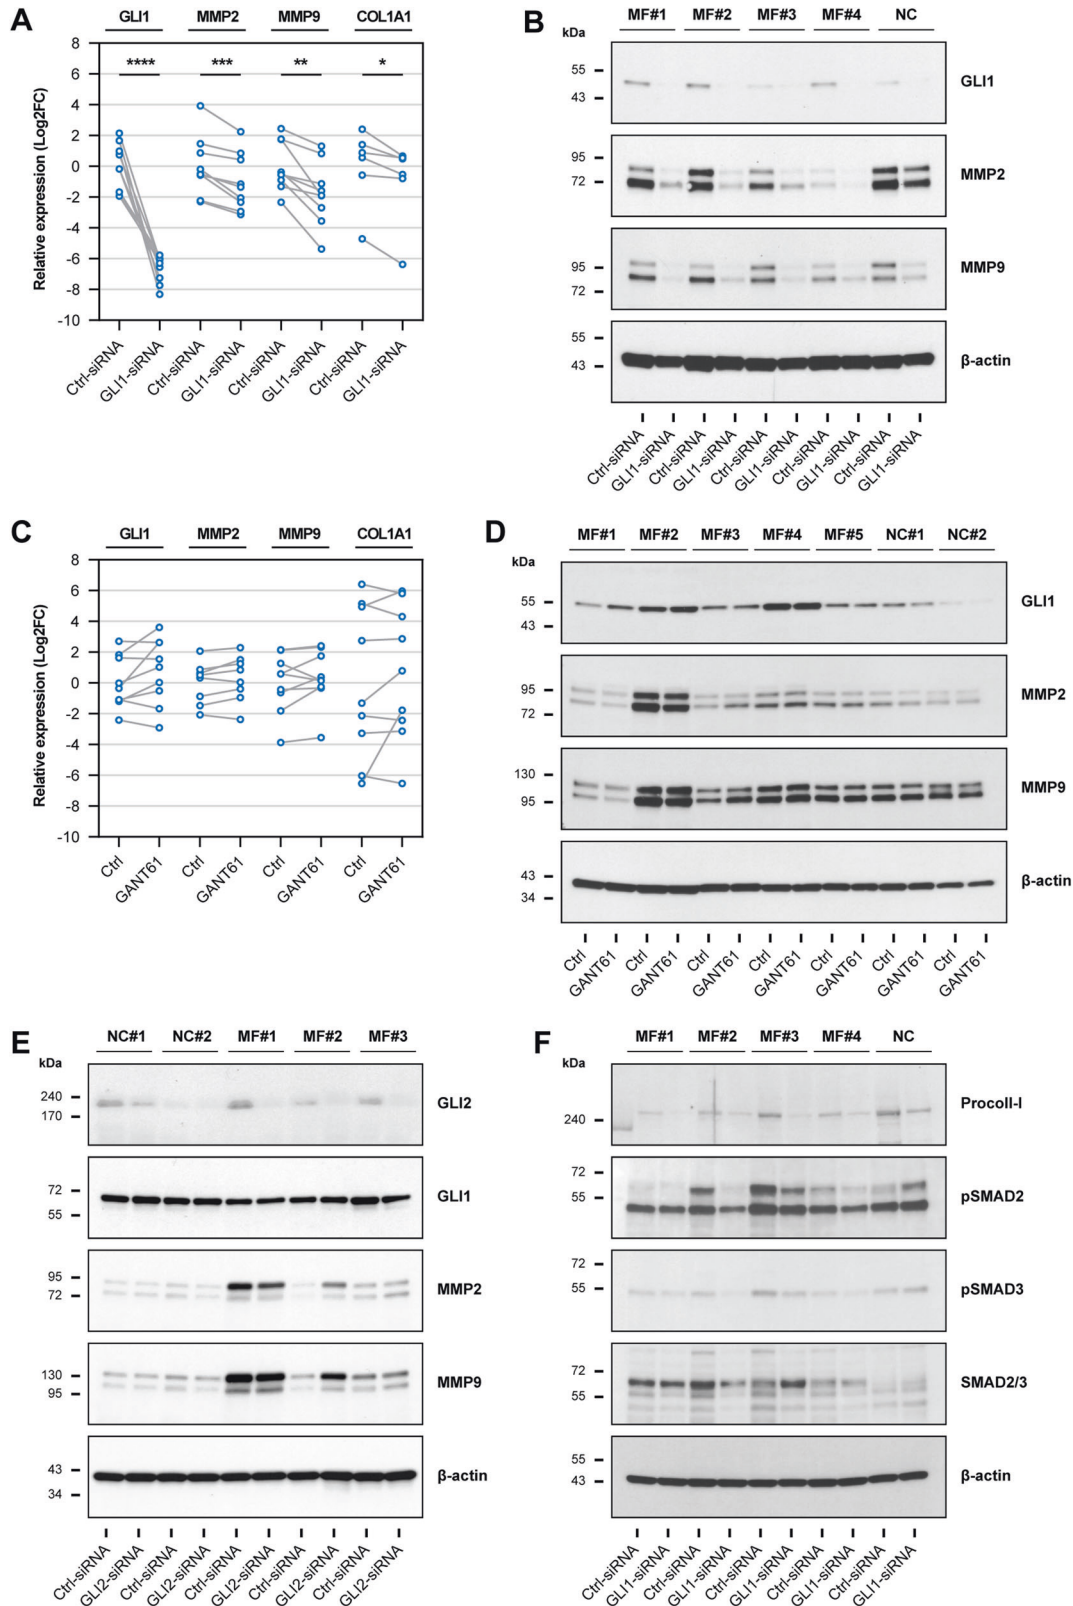 A
GLI1 MMP2 MMP9 COL1A1
Relative expression (Log2FC)
8
6
4
2
0
-2
-4
-6
-8
-10
**** *** ** *
Ctrl-siRNA GLI1-siRNA Ctrl-siRNA GLI1-siRNA Ctrl-siRNA GLI1-siRNA Ctrl-siRNA GLI1-siRNA
B
MF#1 MF#2 MF#3 MF#4 NC
kDa
55
43
GLI1
95
72
MMP2
95
72
MMP9
55
43
β-actin
Ctrl-siRNA GLI1-siRNA Ctrl-siRNA GLI1-siRNA Ctrl-siRNA GLI1-siRNA Ctrl-siRNA GLI1-siRNA Ctrl-siRNA GLI1-siRNA
C
GLI1 MMP2 MMP9 COL1A1
Relative expression (Log2FC)
8
6
4
2
0
-2
-4
-6
-8
-10
Ctrl GANT61 Ctrl GANT61 Ctrl GANT61 Ctrl GANT61
D
MF#1 MF#2 MF#3 MF#4 MF#5 NC#1 NC#2
kDa
55
43
GLI1
95
72
MMP2
130
95
MMP9
43
34
β-actin
Ctrl GANT61 Ctrl GANT61 Ctrl GANT61 Ctrl GANT61 Ctrl GANT61 Ctrl GANT61 Ctrl GANT61
E
NC#1 NC#2 MF#1 MF#2 MF#3
kDa
240
170
GLI2
72
55
GLI1
95
72
MMP2
130
95
MMP9
43
34
β-actin
Ctrl-siRNA GLI2-siRNA Ctrl-siRNA GLI2-siRNA Ctrl-siRNA GLI2-siRNA Ctrl-siRNA GLI2-siRNA Ctrl-siRNA GLI2-siRNA
F
MF#1 MF#2 MF#3 MF#4 NC
kDa
240
Procoll-I
72
55
pSMAD2
72
55
pSMAD3
72
55
SMAD2/3
55
43
β-actin
Ctrl-siRNA GLI1-siRNA Ctrl-siRNA GLI1-siRNA Ctrl-siRNA GLI1-siRNA Ctrl-siRNA GLI1-siRNA Ctrl-siRNA GLI1-siRNA